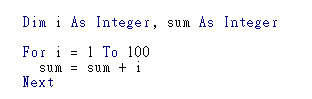 Dim i As Integer, sum As Integer

For i = 1 To 100
  sum = sum + i
Next